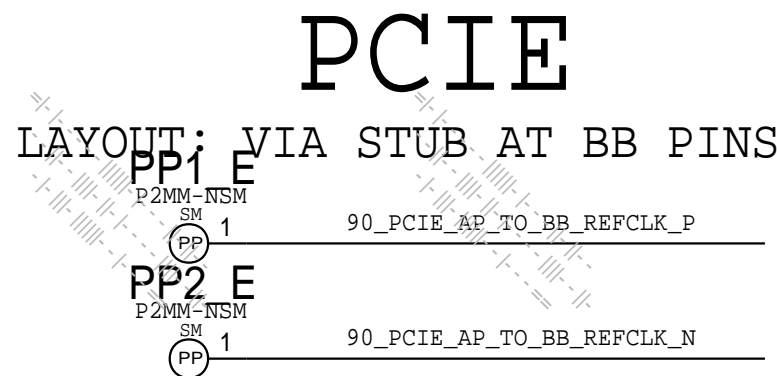 PCIE
LAYOUT: VIA STUB AT BB PINS
PP1_E
P2MM-NSM
SM
PP 1 90_PCIE_AP_TO_BB_REFCLK_P
PP2_E
P2MM-NSM
SM
PP 1 90_PCIE_AP_TO_BB_REFCLK_N